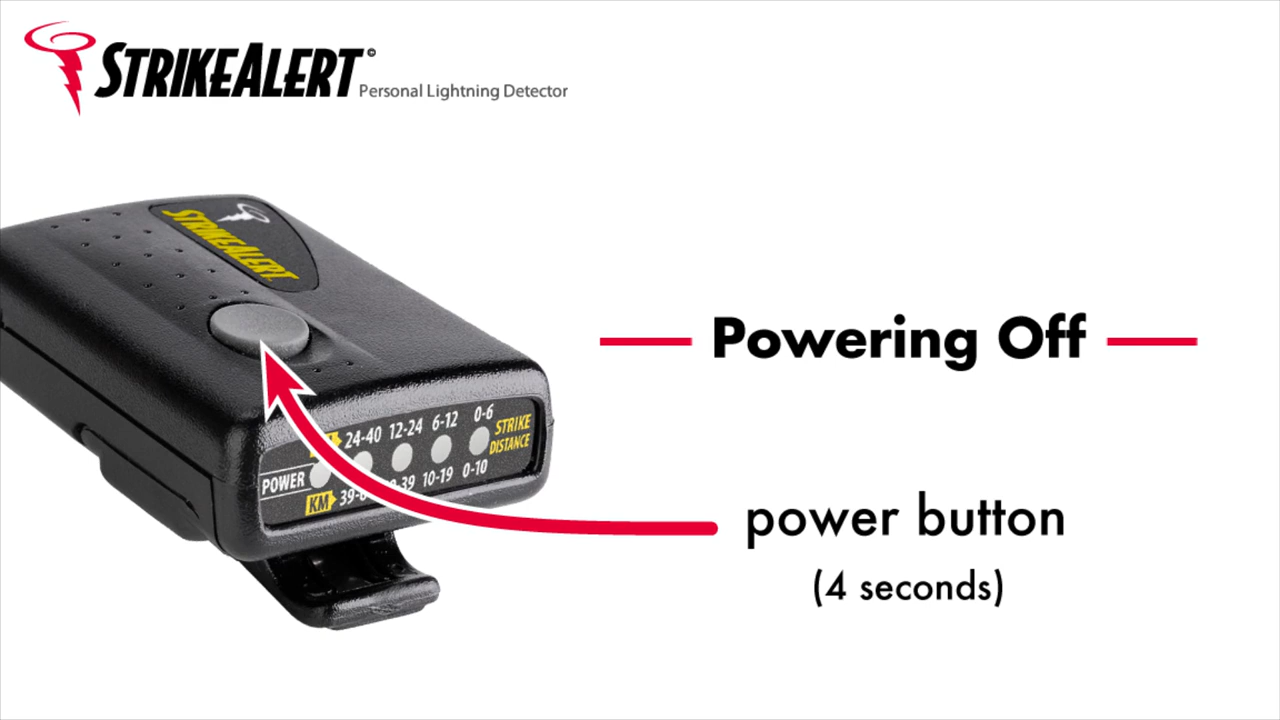 STRIKEALERT©
Personal Lightning Detector
STRIKEALERT
Powering Off
24-40 12-24 6-12 0-6
STRIKE
DISTANCE
POWER
KM 10-19 0-10
power button
(4 seconds)